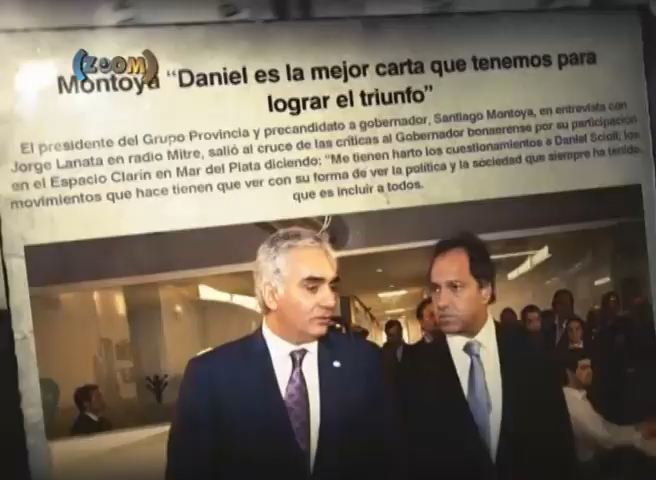 (ZOOM)
Montoya “Daniel es la mejor carta que tenemos para
lograr el triunfo”
El presidente del Grupo Provincia y precandidato a gobernador, Santiago Montoya, en entrevista con
Jorge Lanata en radio Mitre, salió al cruce de las críticas al Gobernador bonaerense por su participación
en el Espacio Clarín en Mar del Plata diciendo: “Me tienen harto los cuestionamientos a Daniel Scioli, los
movimientos que hace tienen que ver con su forma de ver la política y la sociedad que siempre ha tenido,
que es incluir a todos.